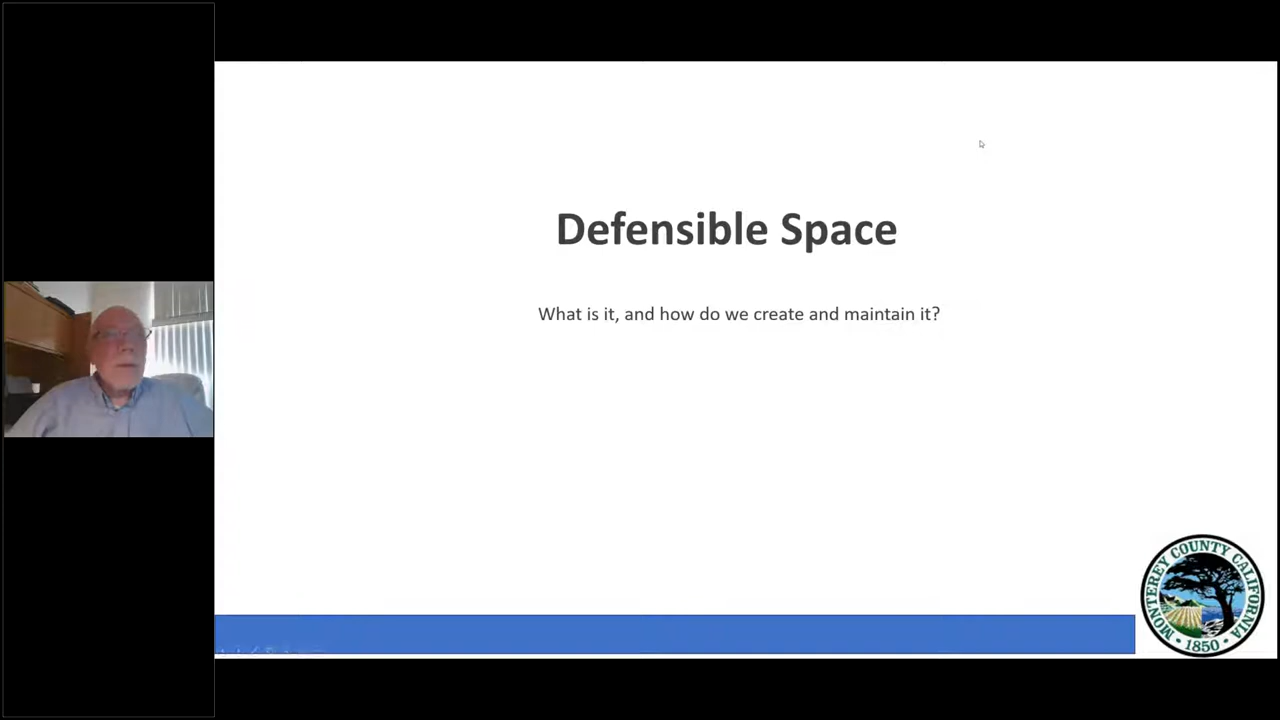 Defensible Space
What is it, and how do we create and maintain it?
MONTEREY COUNTY CALIFORNIA
• 1850 •